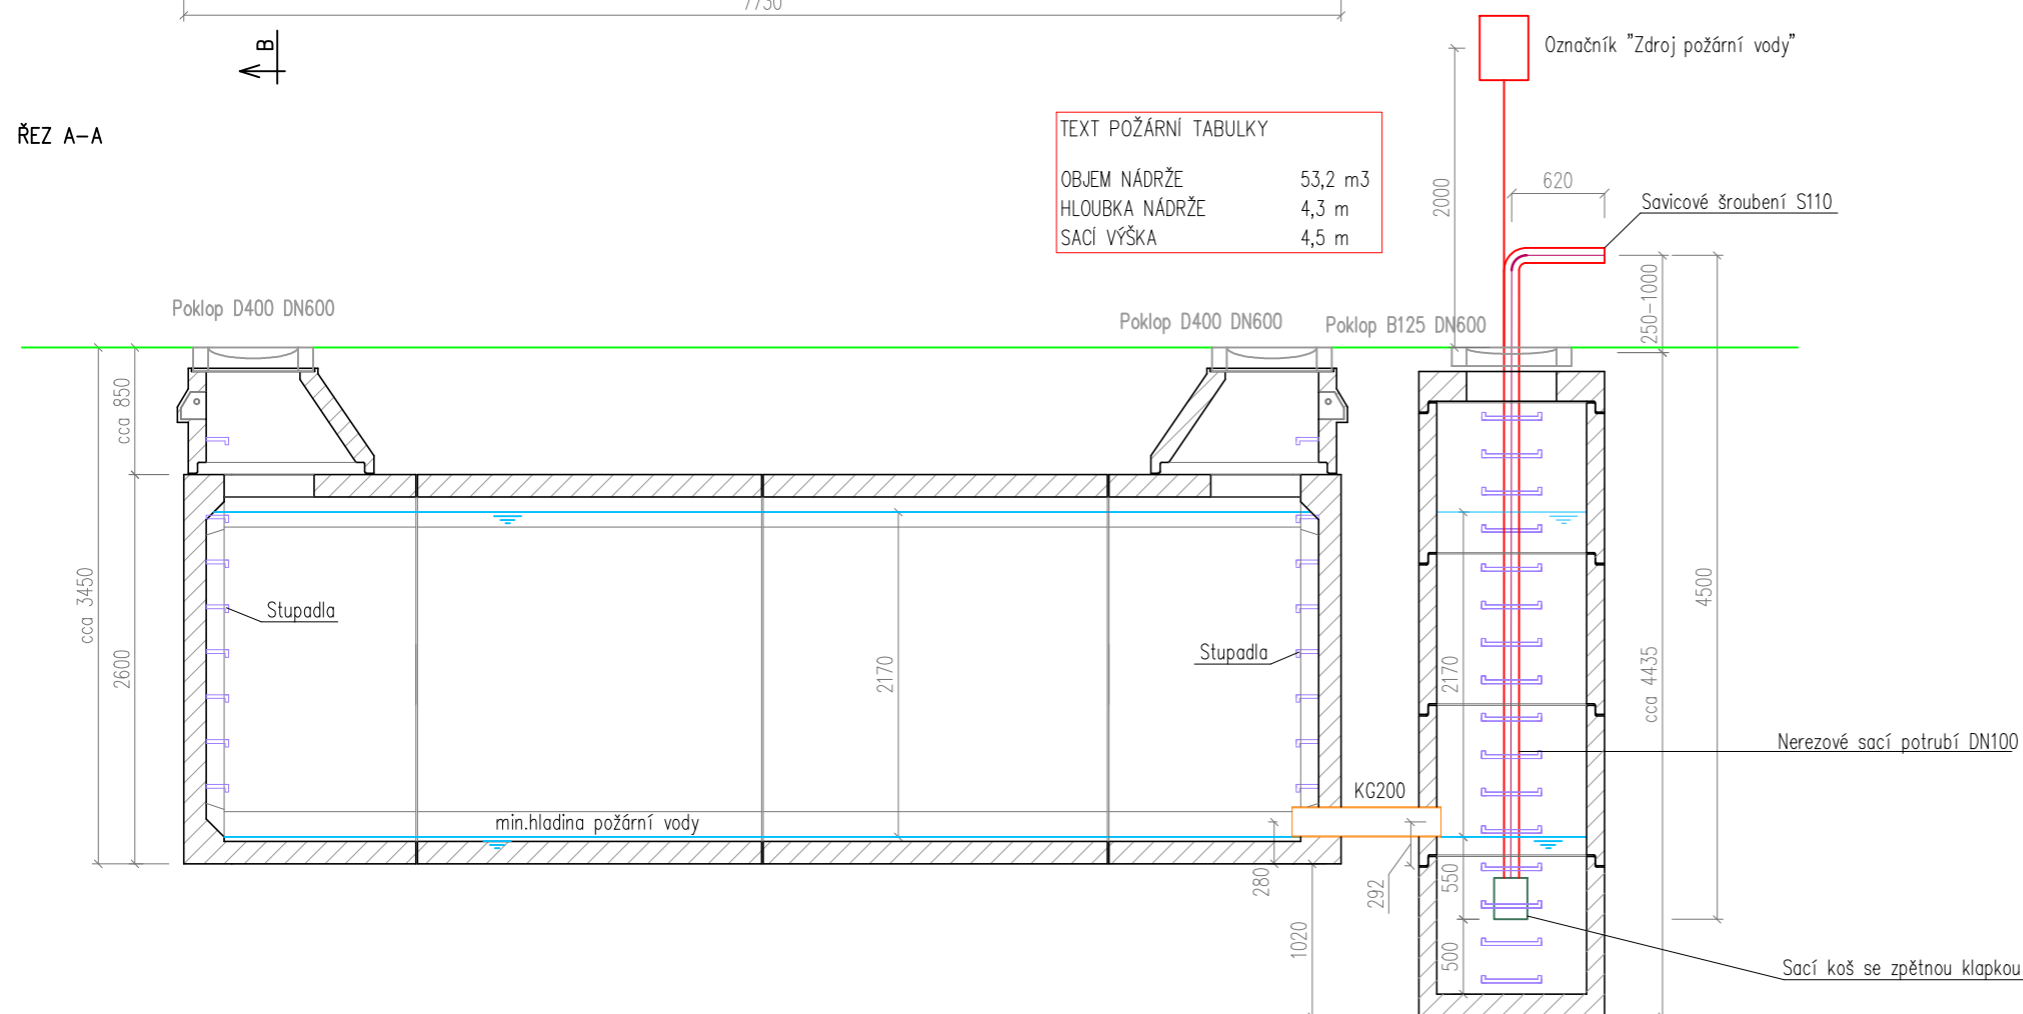 7730
B
Označník "Zdroj požární vody"
ŘEZ A-A
TEXT POŽÁRNÍ TABULKY
OBJEM NÁDRŽE 53,2 m3
HLOUBKA NÁDRŽE 4,3 m
SACÍ VÝŠKA 4,5 m
2000
620
Savicové šroubení S110
250-1000
Poklop D400 DN600
Poklop D400 DN600
Poklop B125 DN600
cca 850
cca 3450
2600
Stupadla
2170
Stupadla
2170
4500
cca 4435
Nerezové sací potrubí DN100
KG200
min.hladina požární vody
280
292
550
1020
500
Sací koš se zpětnou klapkou